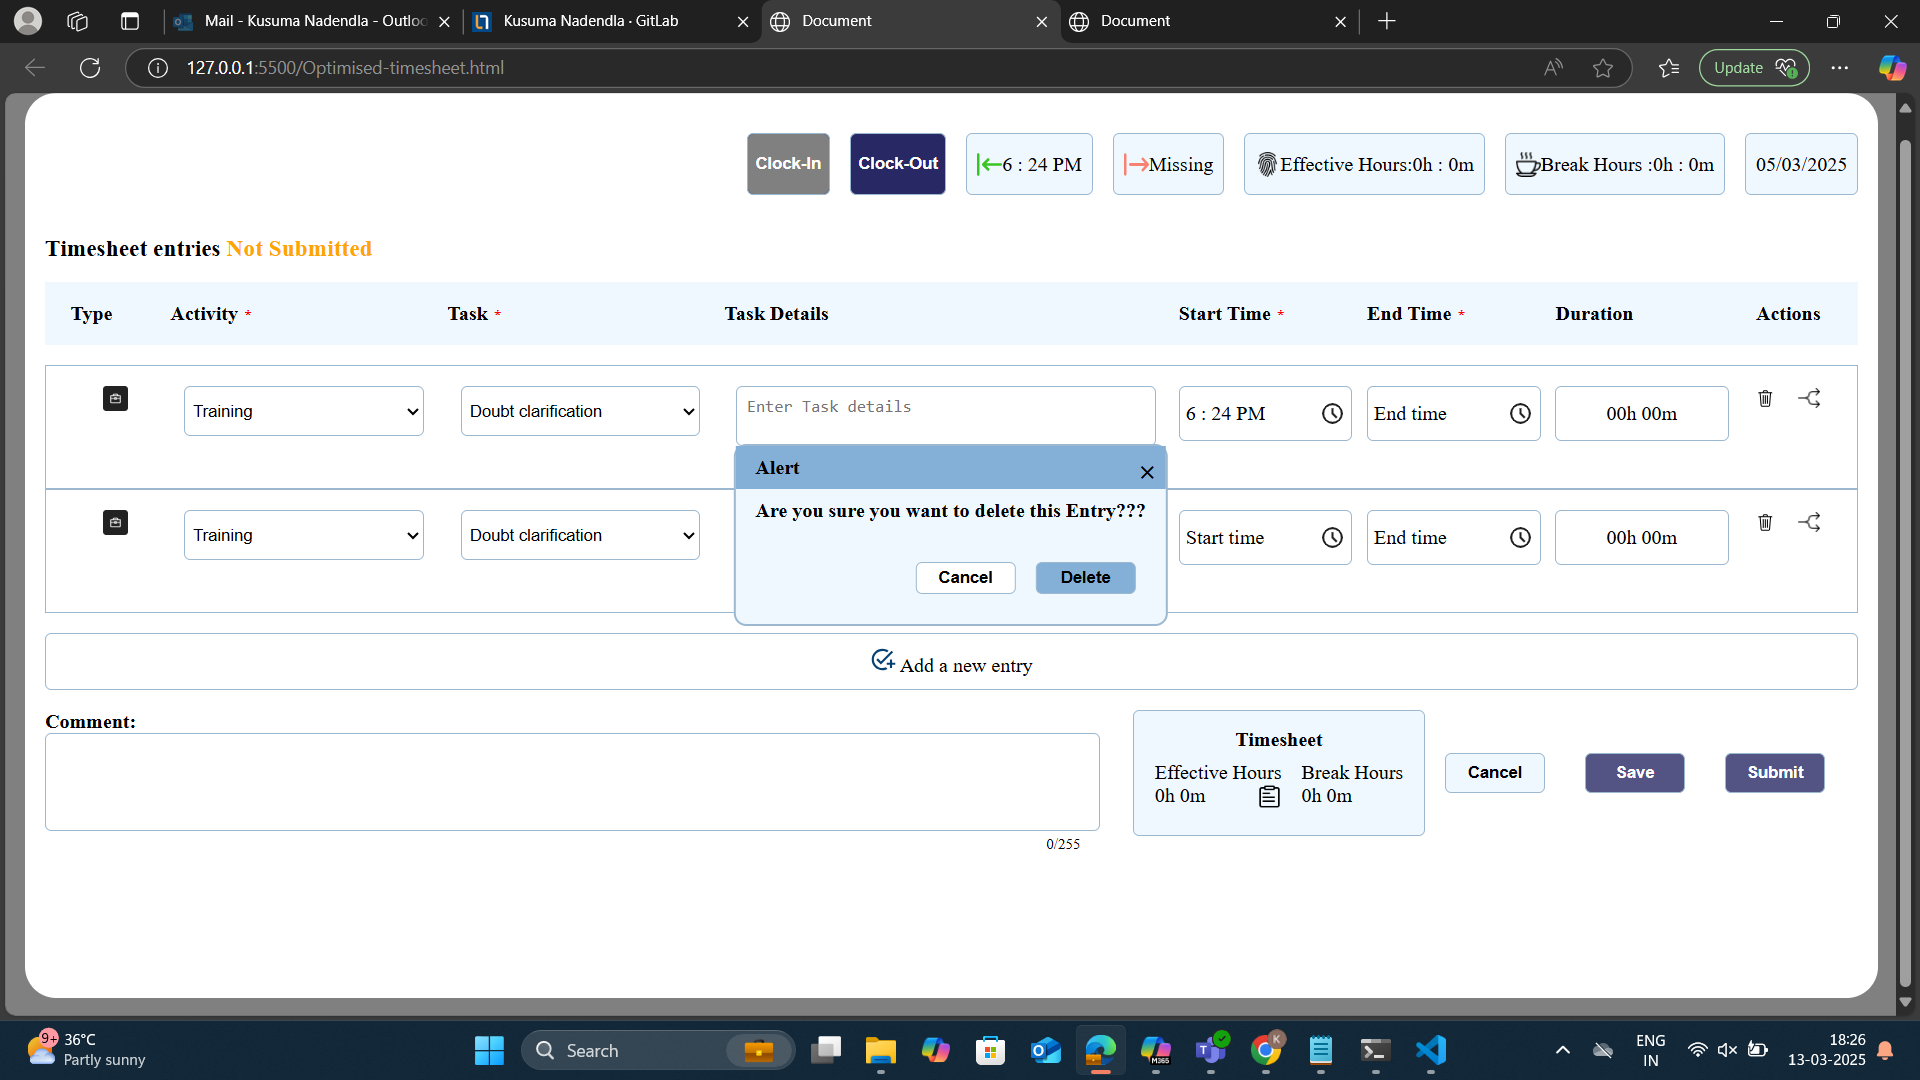 Mail - Kusuma Nadendla - Outloo
Kusuma Nadendla · GitLab
Document
Document
127.0.0.1:5500/Optimised-timesheet.html
Update
Clock-In
Clock-Out
6 : 24 PM
Missing
Effective Hours:0h : 0m
Break Hours :0h : 0m
05/03/2025
Timesheet entries Not Submitted
Type Activity * Task * Task Details Start Time * End Time * Duration Actions
Training
Doubt clarification
Enter Task details
6 : 24 PM
End time
00h 00m
Alert
Are you sure you want to delete this Entry???
Cancel
Delete
Training
Doubt clarification
Start time
End time
00h 00m
Add a new entry
Comment:
0/255
Timesheet
Effective Hours Break Hours
0h 0m 0h 0m
Cancel
Save
Submit
9+
36°C
Partly sunny
Search
M365
K
ENG
IN
18:26
13-03-2025